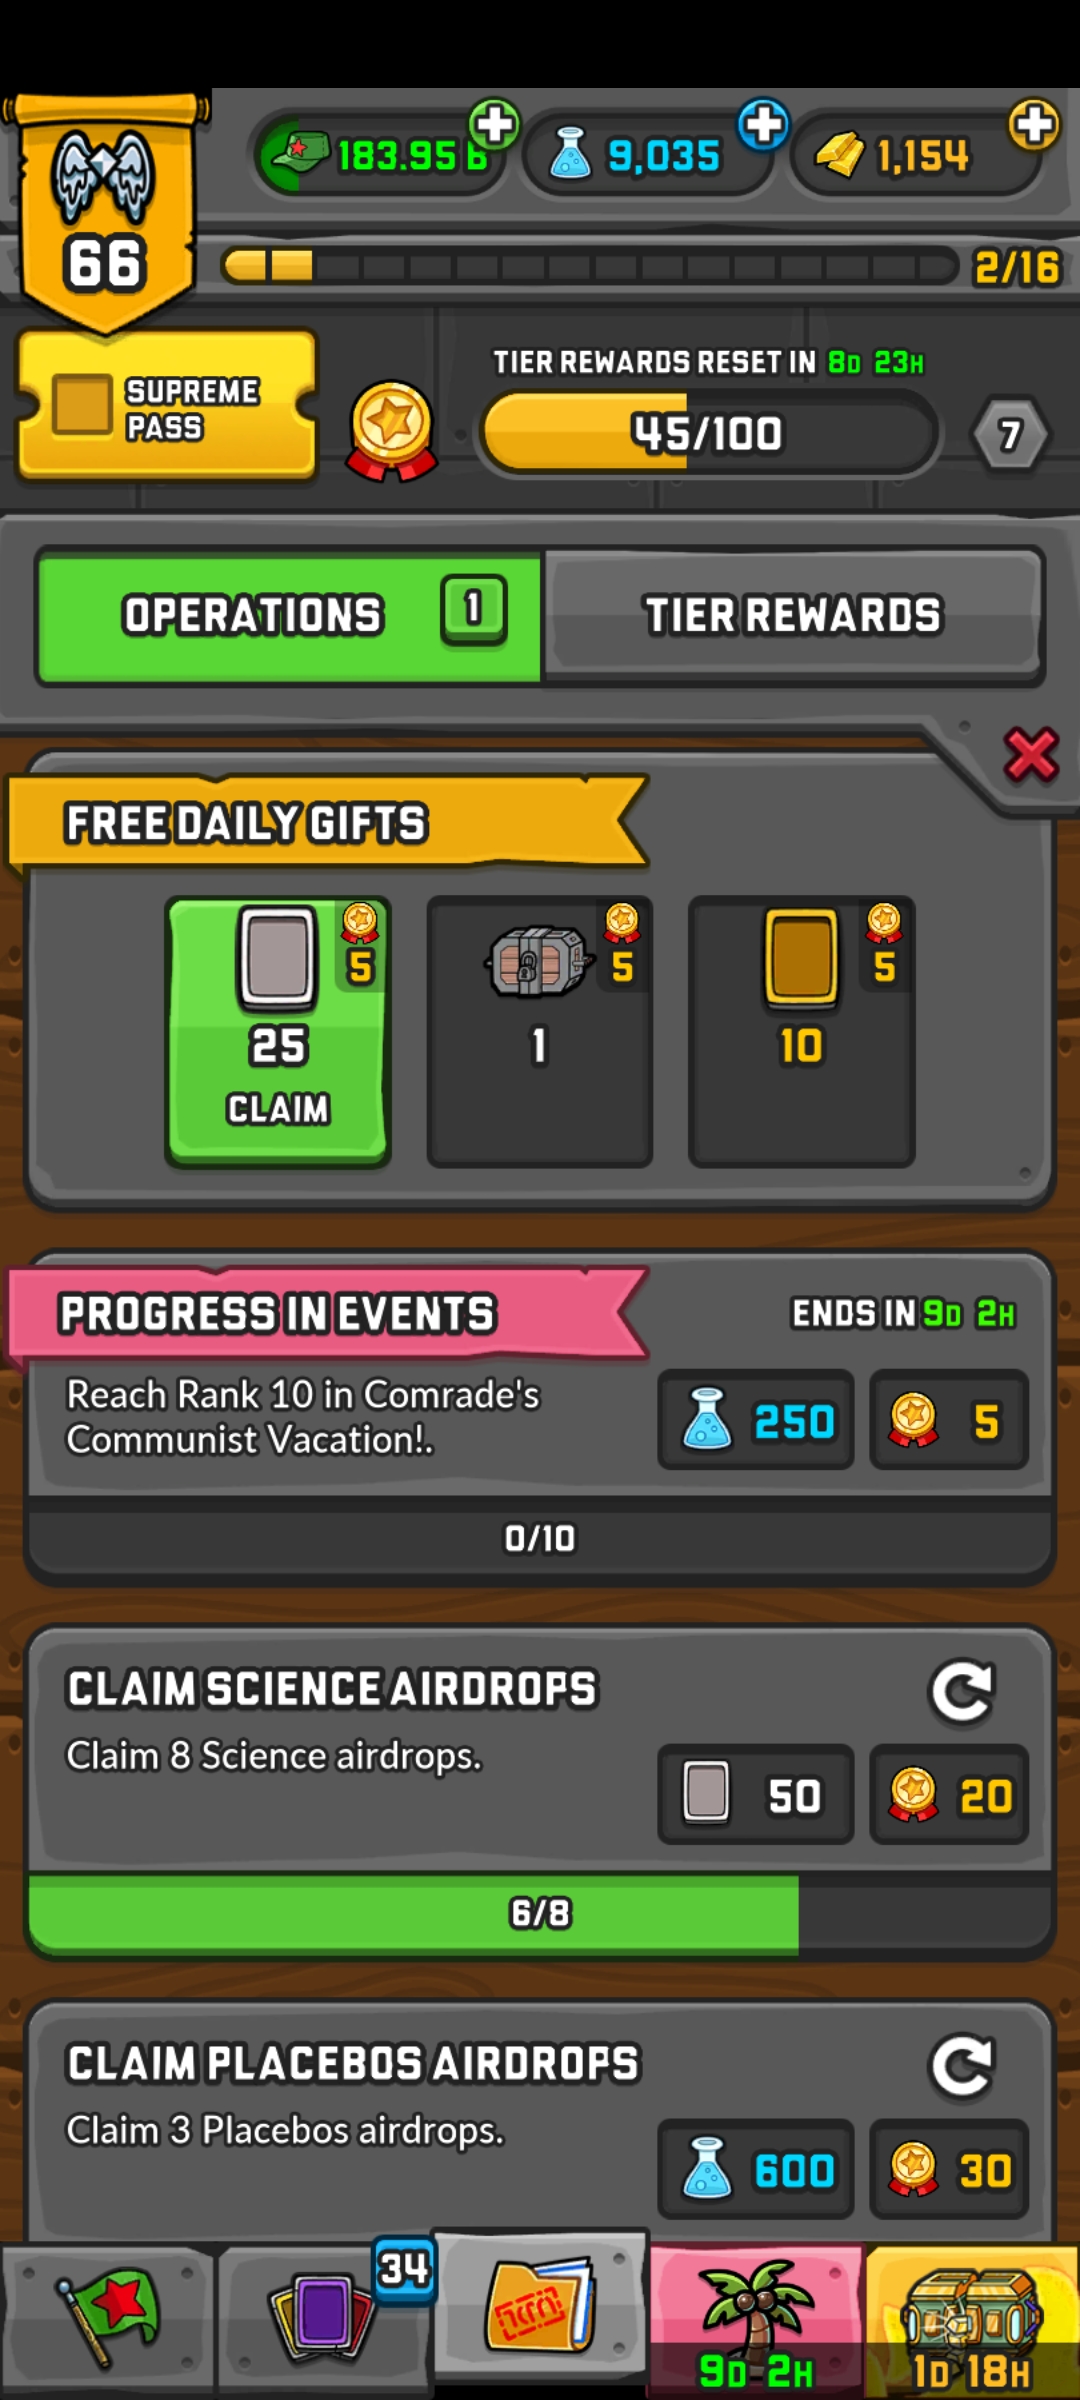 183.95 B
9,035
1,154
66
2/16
SUPREME
PASS
TIER REWARDS RESET IN 8D 23H
45/100
7
OPERATIONS 1
TIER REWARDS
FREE DAILY GIFTS
5
5
5
25
1
10
CLAIM
PROGRESS IN EVENTS
ENDS IN 9D 2H
Reach Rank 10 in Comrade's
Communist Vacation!.
250
5
0/10
CLAIM SCIENCE AIRDROPS
Claim 8 Science airdrops.
50
20
6/8
CLAIM PLACEBOS AIRDROPS
Claim 3 Placebos airdrops.
600
30
34
9D 2H
1D 18H